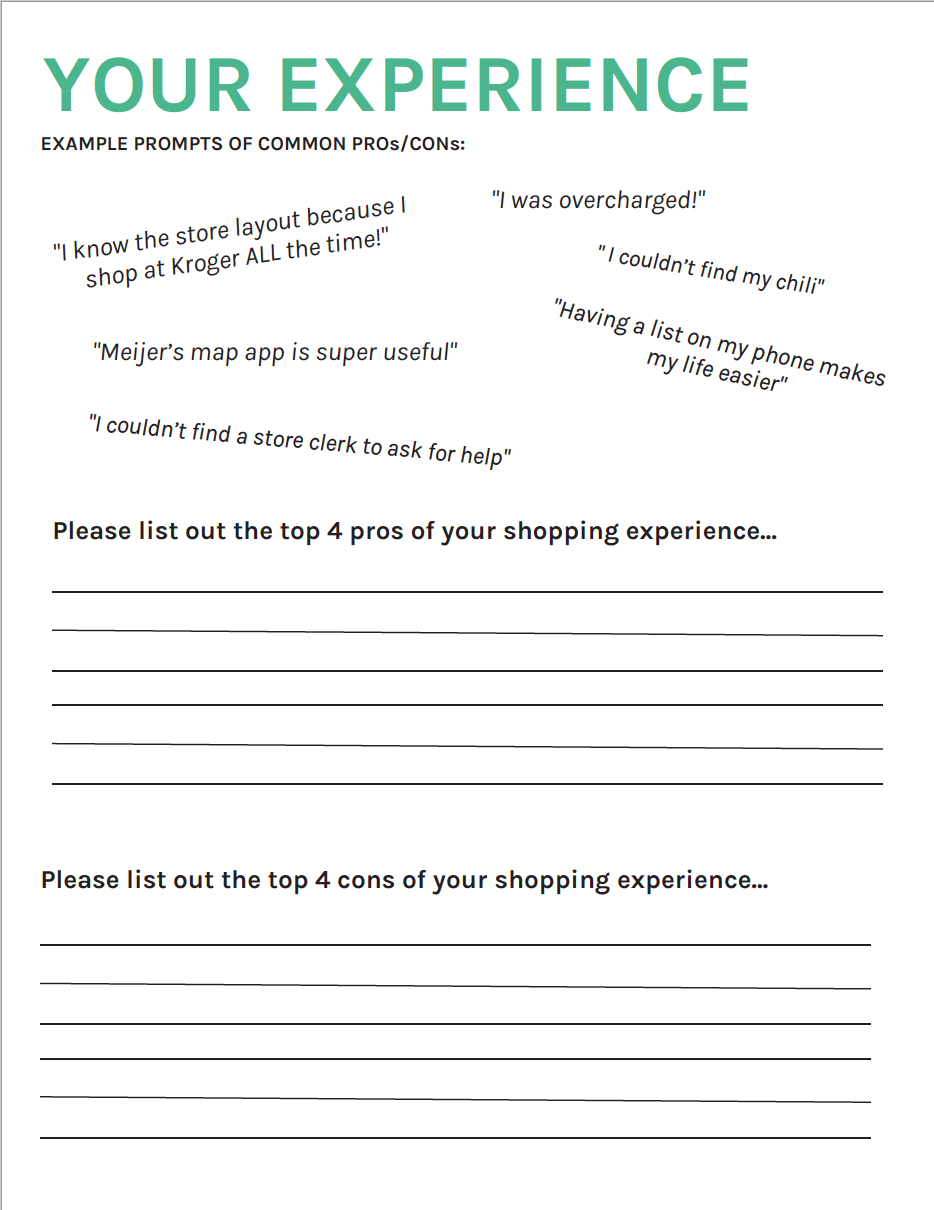 YOUR EXPERIENCE
EXAMPLE PROMPTS OF COMMON PROs/CONs:
"I know the store layout because I
shop at Kroger ALL the time!"
"I was overcharged!"
" I couldn’t find my chili"
"Having a list on my phone makes
my life easier"
"Meijer’s map app is super useful"
"I couldn’t find a store clerk to ask for help"
Please list out the top 4 pros of your shopping experience...
Please list out the top 4 cons of your shopping experience...